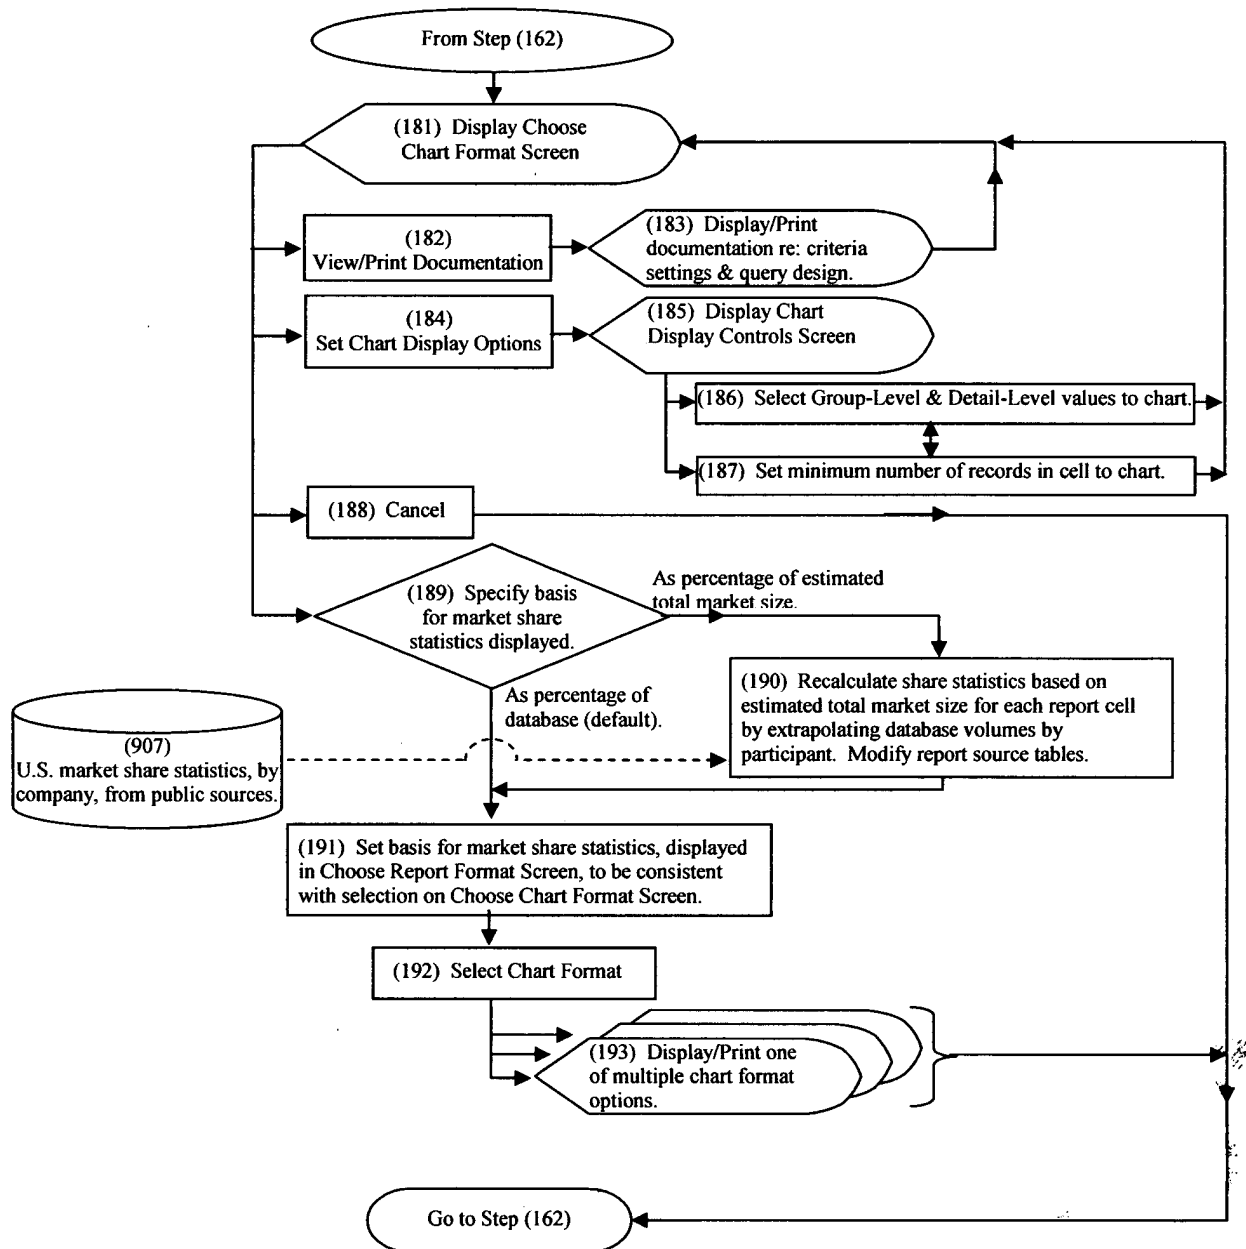 From Step (162)
(181) Display Choose
Chart Format Screen
(182)
View/Print Documentation
(183) Display/Print
documentation re: criteria
settings & query design.
(184)
Set Chart Display Options
(185) Display Chart
Display Controls Screen
(186) Select Group-Level & Detail-Level values to chart.
(187) Set minimum number of records in cell to chart.
(188) Cancel
(189) Specify basis
for market share
statistics displayed.
As percentage of estimated
total market size.
As percentage of
database (default).
(190) Recalculate share statistics based on
estimated total market size for each report cell
by extrapolating database volumes by
participant. Modify report source tables.
(907)
U.S. market share statistics, by
company, from public sources.
(191) Set basis for market share statistics, displayed
in Choose Report Format Screen, to be consistent
with selection on Choose Chart Format Screen.
(192) Select Chart Format
(193) Display/Print one
of multiple chart format
options.
Go to Step (162)